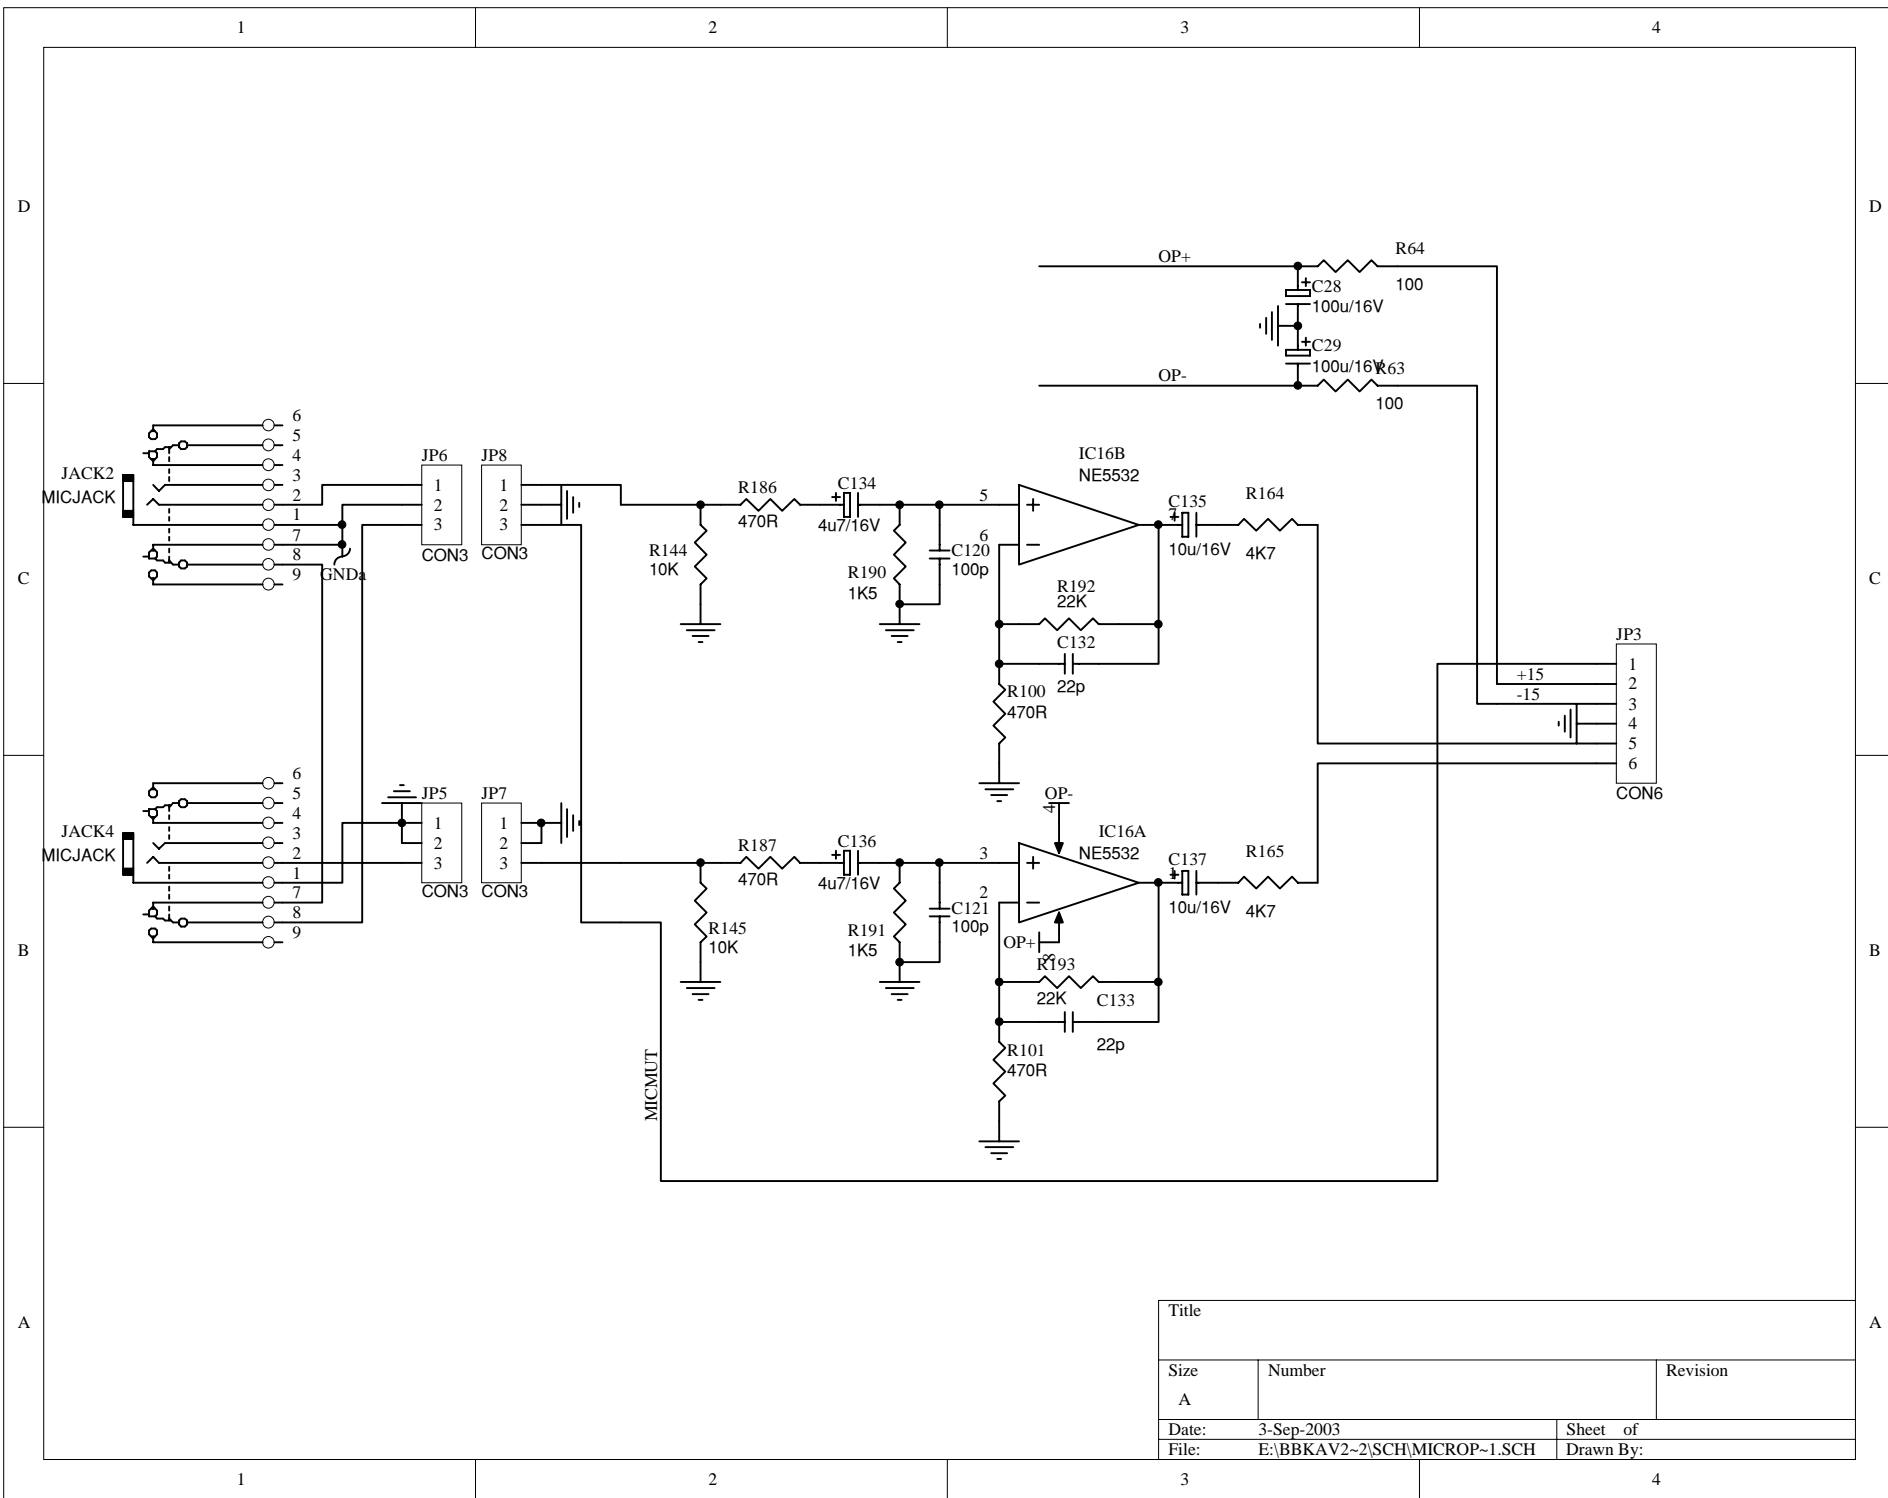 1 2 3 4
D D
OP+
R64
100
C28
100u/16V
C29
100u/16V
R63
100
OP-
JACK2
MICJACK
6
5
4
3
2
1
7
8
9
GNDa
JP6
1
2
3
CON3
JP8
1
2
3
CON3
R186
470R
C134
4u7/16V
R144
10K
R190
1K5
C120
100p
IC16B
NE5532
5
6
7
R192
22K
C132
22p
R100
470R
C135
10u/16V
R164
4K7
C C
JP3
+15
-15
1
2
3
4
5
6
CON6
JACK4
MICJACK
6
5
4
3
2
1
7
8
9
JP5
1
2
3
CON3
JP7
1
2
3
CON3
R187
470R
C136
4u7/16V
R145
10K
R191
1K5
C121
100p
OP-
4
IC16A
NE5532
3
2
1
OP+
8
R193
22K
C133
22p
R101
470R
C137
10u/16V
R165
4K7
B B
MICMUT
A A
Title
Size Number Revision
A
Date: 3-Sep-2003 Sheet of
File: E:\BBKAV2~2\SCH\MICROP~1.SCH Drawn By:
1 2 3 4